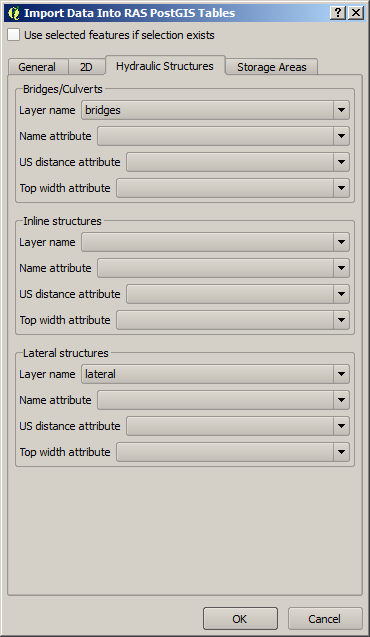 Import Data Into RAS PostGIS Tables
Use selected features if selection exists
General 2D Hydraulic Structures Storage Areas
Bridges/Culverts
Layer name bridges
Name attribute
US distance attribute
Top width attribute
Inline structures
Layer name
Name attribute
US distance attribute
Top width attribute
Lateral structures
Layer name lateral
Name attribute
US distance attribute
Top width attribute
OK Cancel